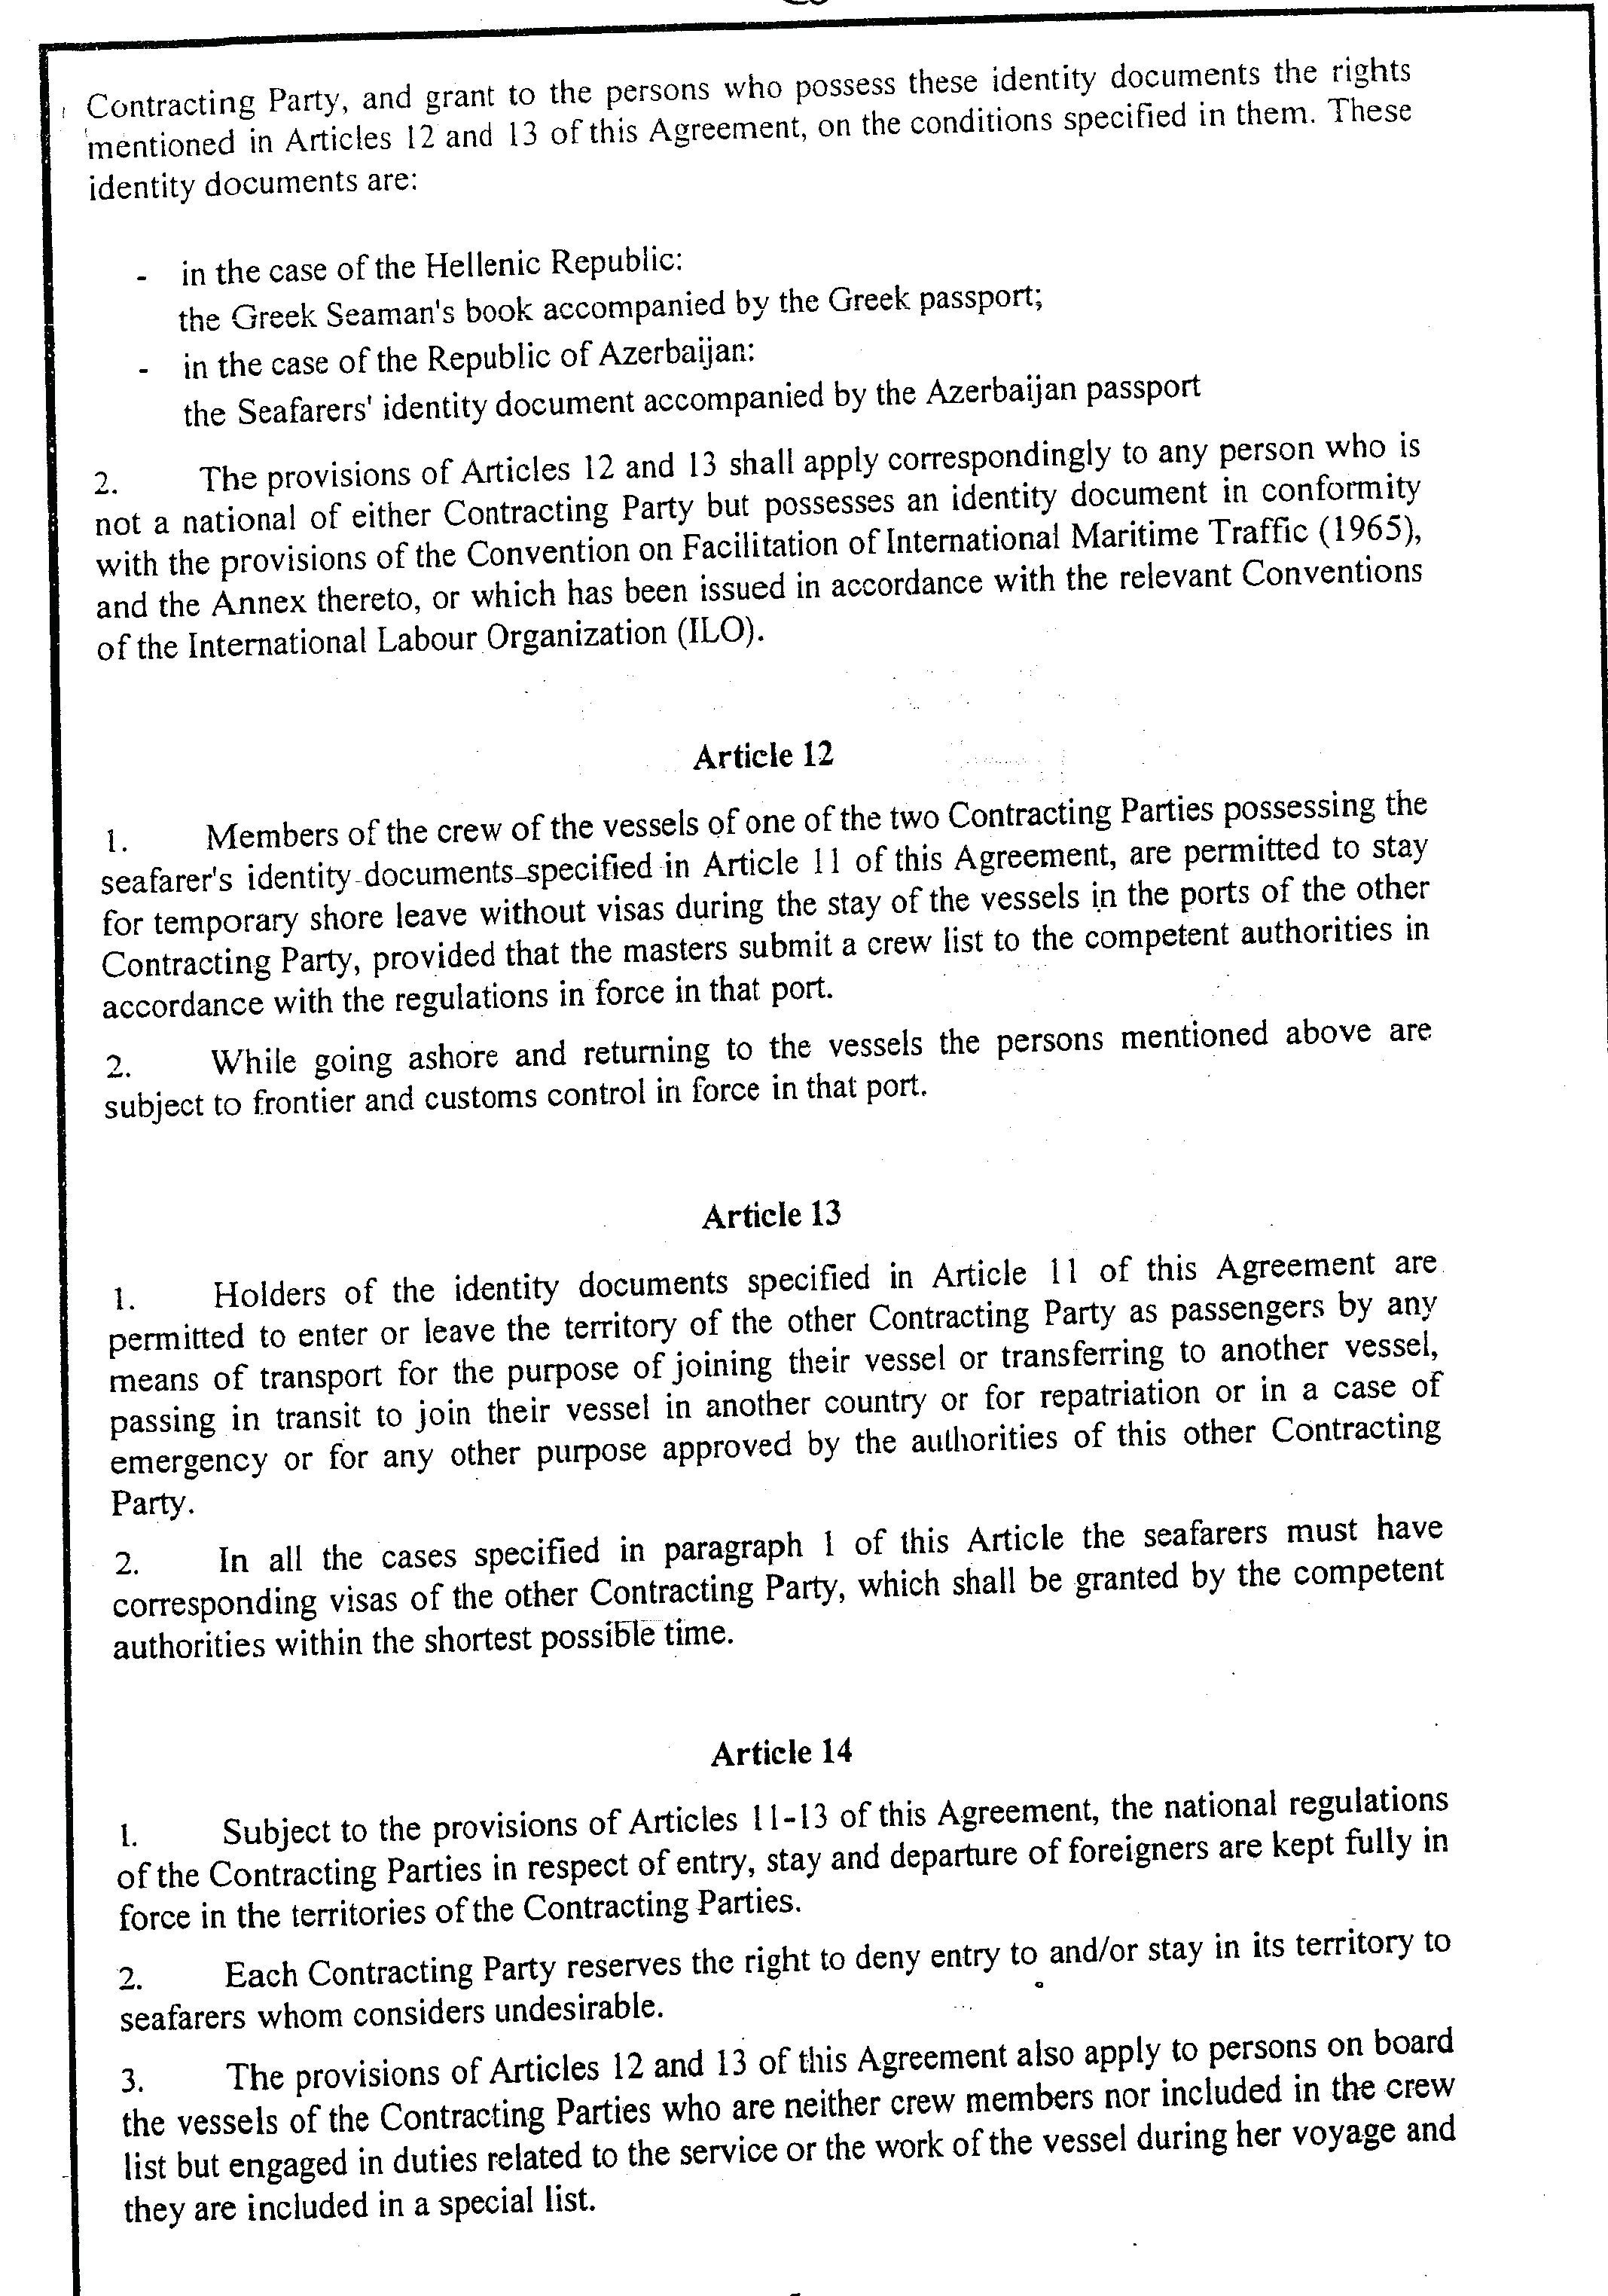 Contracting Party, and grant to the persons who possess these identity documents the rights
mentioned in Articles 12 and 13 of this Agreement, on the conditions specified in them. These
identity documents are:
- in the case of the Hellenic Republic:
the Greek Seaman's book accompanied by the Greek passport;
- in the case of the Republic of Azerbaijan:
the Seafarers' identity document accompanied by the Azerbaijan passport
2. The provisions of Articles 12 and 13 shall apply correspondingly to any person who is
not a national of either Contracting Party but possesses an identity document in conformity
with the provisions of the Convention on Facilitation of International Maritime Traffic (1965),
and the Annex thereto, or which has been issued in accordance with the relevant Conventions
of the International Labour Organization (ILO).
Article 12
1. Members of the crew of the vessels of one of the two Contracting Parties possessing the
seafarer's identity documents specified in Article 11 of this Agreement, are permitted to stay
for temporary shore leave without visas during the stay of the vessels in the ports of the other
Contracting Party, provided that the masters submit a crew list to the competent authorities in
accordance with the regulations in force in that port.
2. While going ashore and returning to the vessels the persons mentioned above are
subject to frontier and customs control in force in that port.
Article 13
1. Holders of the identity documents specified in Article 11 of this Agreement are
permitted to enter or leave the territory of the other Contracting Party as passengers by any
means of transport for the purpose of joining their vessel or transferring to another vessel,
passing in transit to join their vessel in another country or for repatriation or in a case of
emergency or for any other purpose approved by the authorities of this other Contracting
Party.
2. In all the cases specified in paragraph 1 of this Article the seafarers must have
corresponding visas of the other Contracting Party, which shall be granted by the competent
authorities within the shortest possible time.
Article 14
1. Subject to the provisions of Articles 11-13 of this Agreement, the national regulations
of the Contracting Parties in respect of entry, stay and departure of foreigners are kept fully in
force in the territories of the Contracting Parties.
2. Each Contracting Party reserves the right to deny entry to and/or stay in its territory to
seafarers whom considers undesirable.
3. The provisions of Articles 12 and 13 of this Agreement also apply to persons on board
the vessels of the Contracting Parties who are neither crew members nor included in the crew
list but engaged in duties related to the service or the work of the vessel during her voyage and
they are included in a special list.